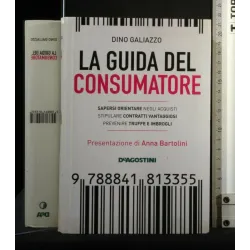 DINO GALIAZZO
LA GUIDA DEL
CONSUMATORE
SAPERSI ORIENTARE NEGLI ACQUISTI
STIPULARE CONTRATTI VANTAGGIOSI
PREVENIRE TRUFFE E IMBROGLI
Presentazione di Anna Bartolini
DEAGOSTINI
9 788841 813355